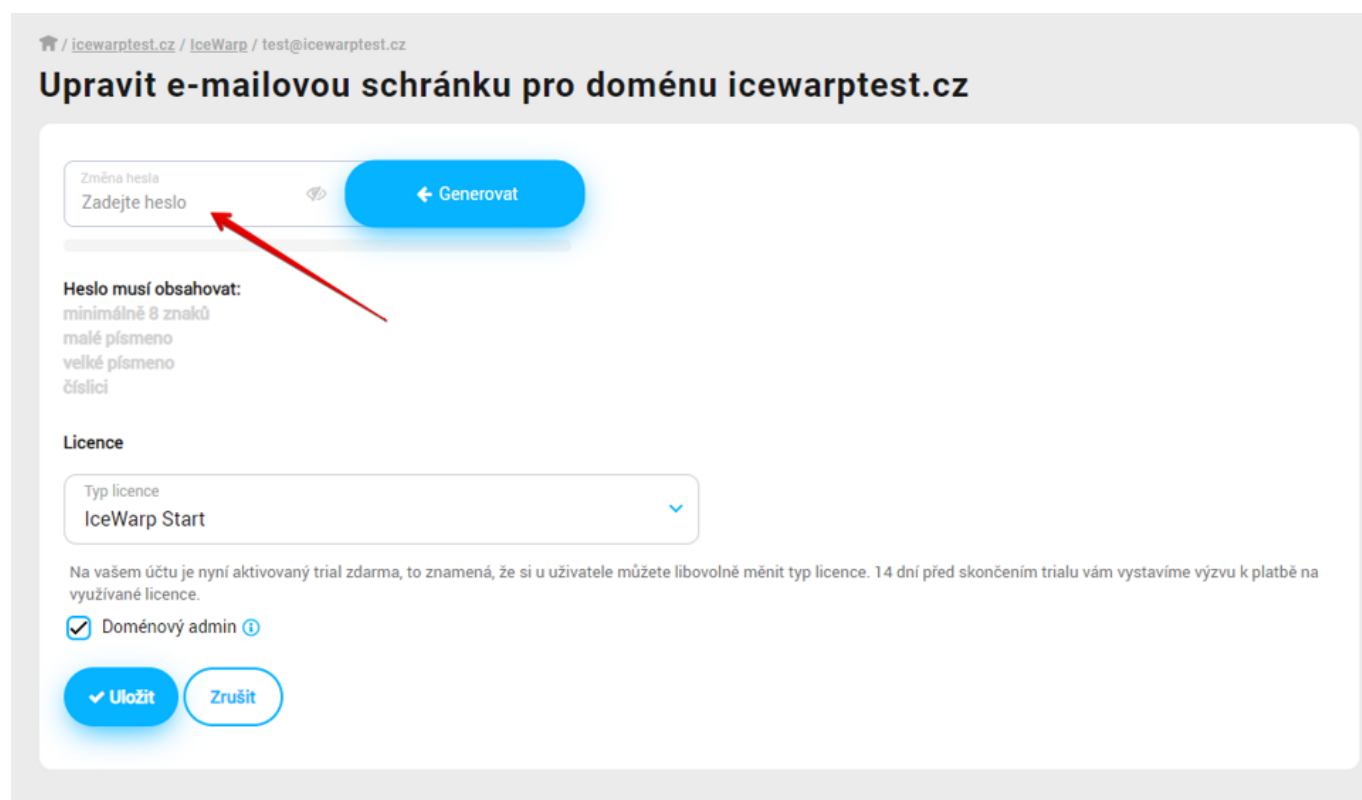 / icewarptest.cz / IceWarp / test@icewarptest.cz
Upravit e-mailovou schránku pro doménu icewarptest.cz
Změna hesla
Zadejte heslo
Generovat
Heslo musí obsahovat:
minimálně 8 znaků
malé písmeno
velké písmeno
číslici
Licence
Typ licence
IceWarp Start
Na vašem účtu je nyní aktivovaný trial zdarma, to znamená, že si u uživatele můžete libovolně měnit typ licence. 14 dní před skončením trialu vám vystavíme výzvu k platbě na
využívané licence.
Doménový admin
Uložit
Zrušit